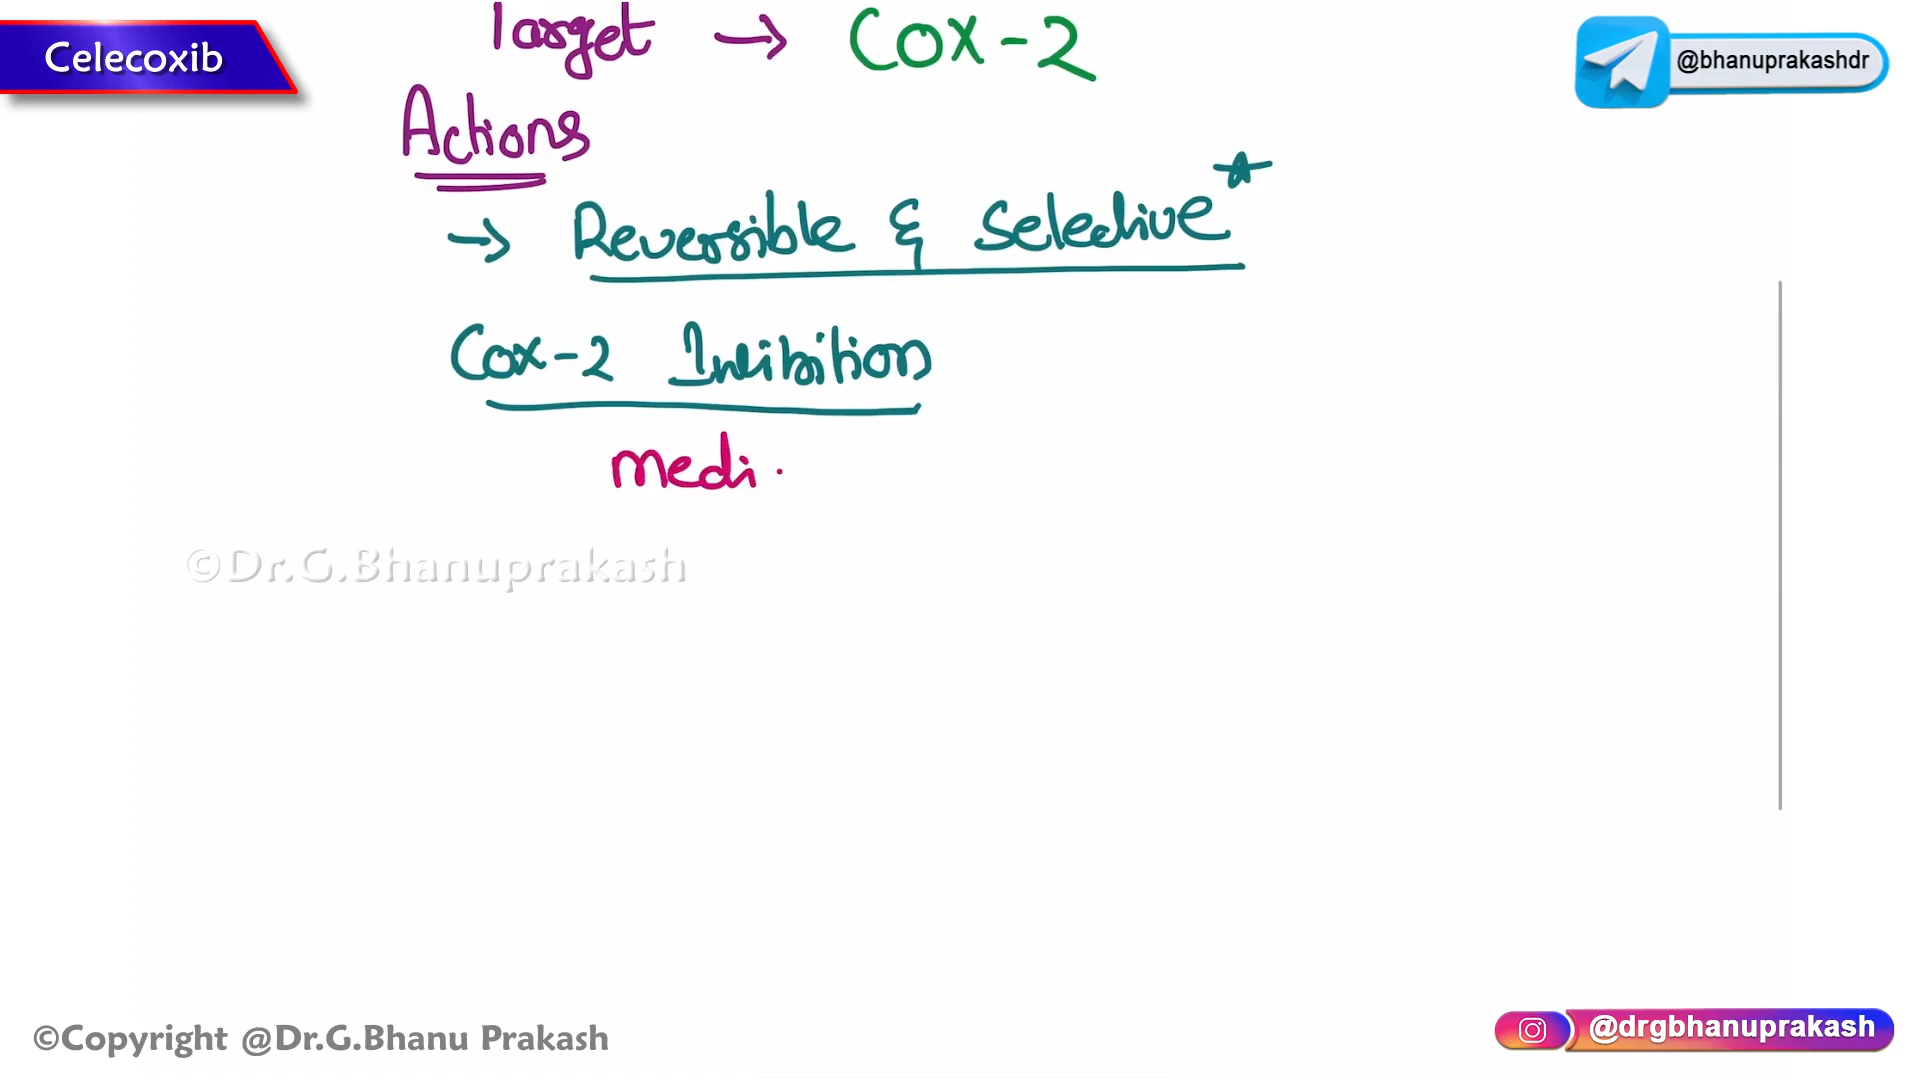 Celecoxib
Target → Cox-2
@bhanuprakashdr
Actions
→ Reversible & Selective*
Cox-2 Inhibition
medi
©Dr.G.Bhanuprakash
©Copyright @Dr.G.Bhanu Prakash
@drgbhanuprakash